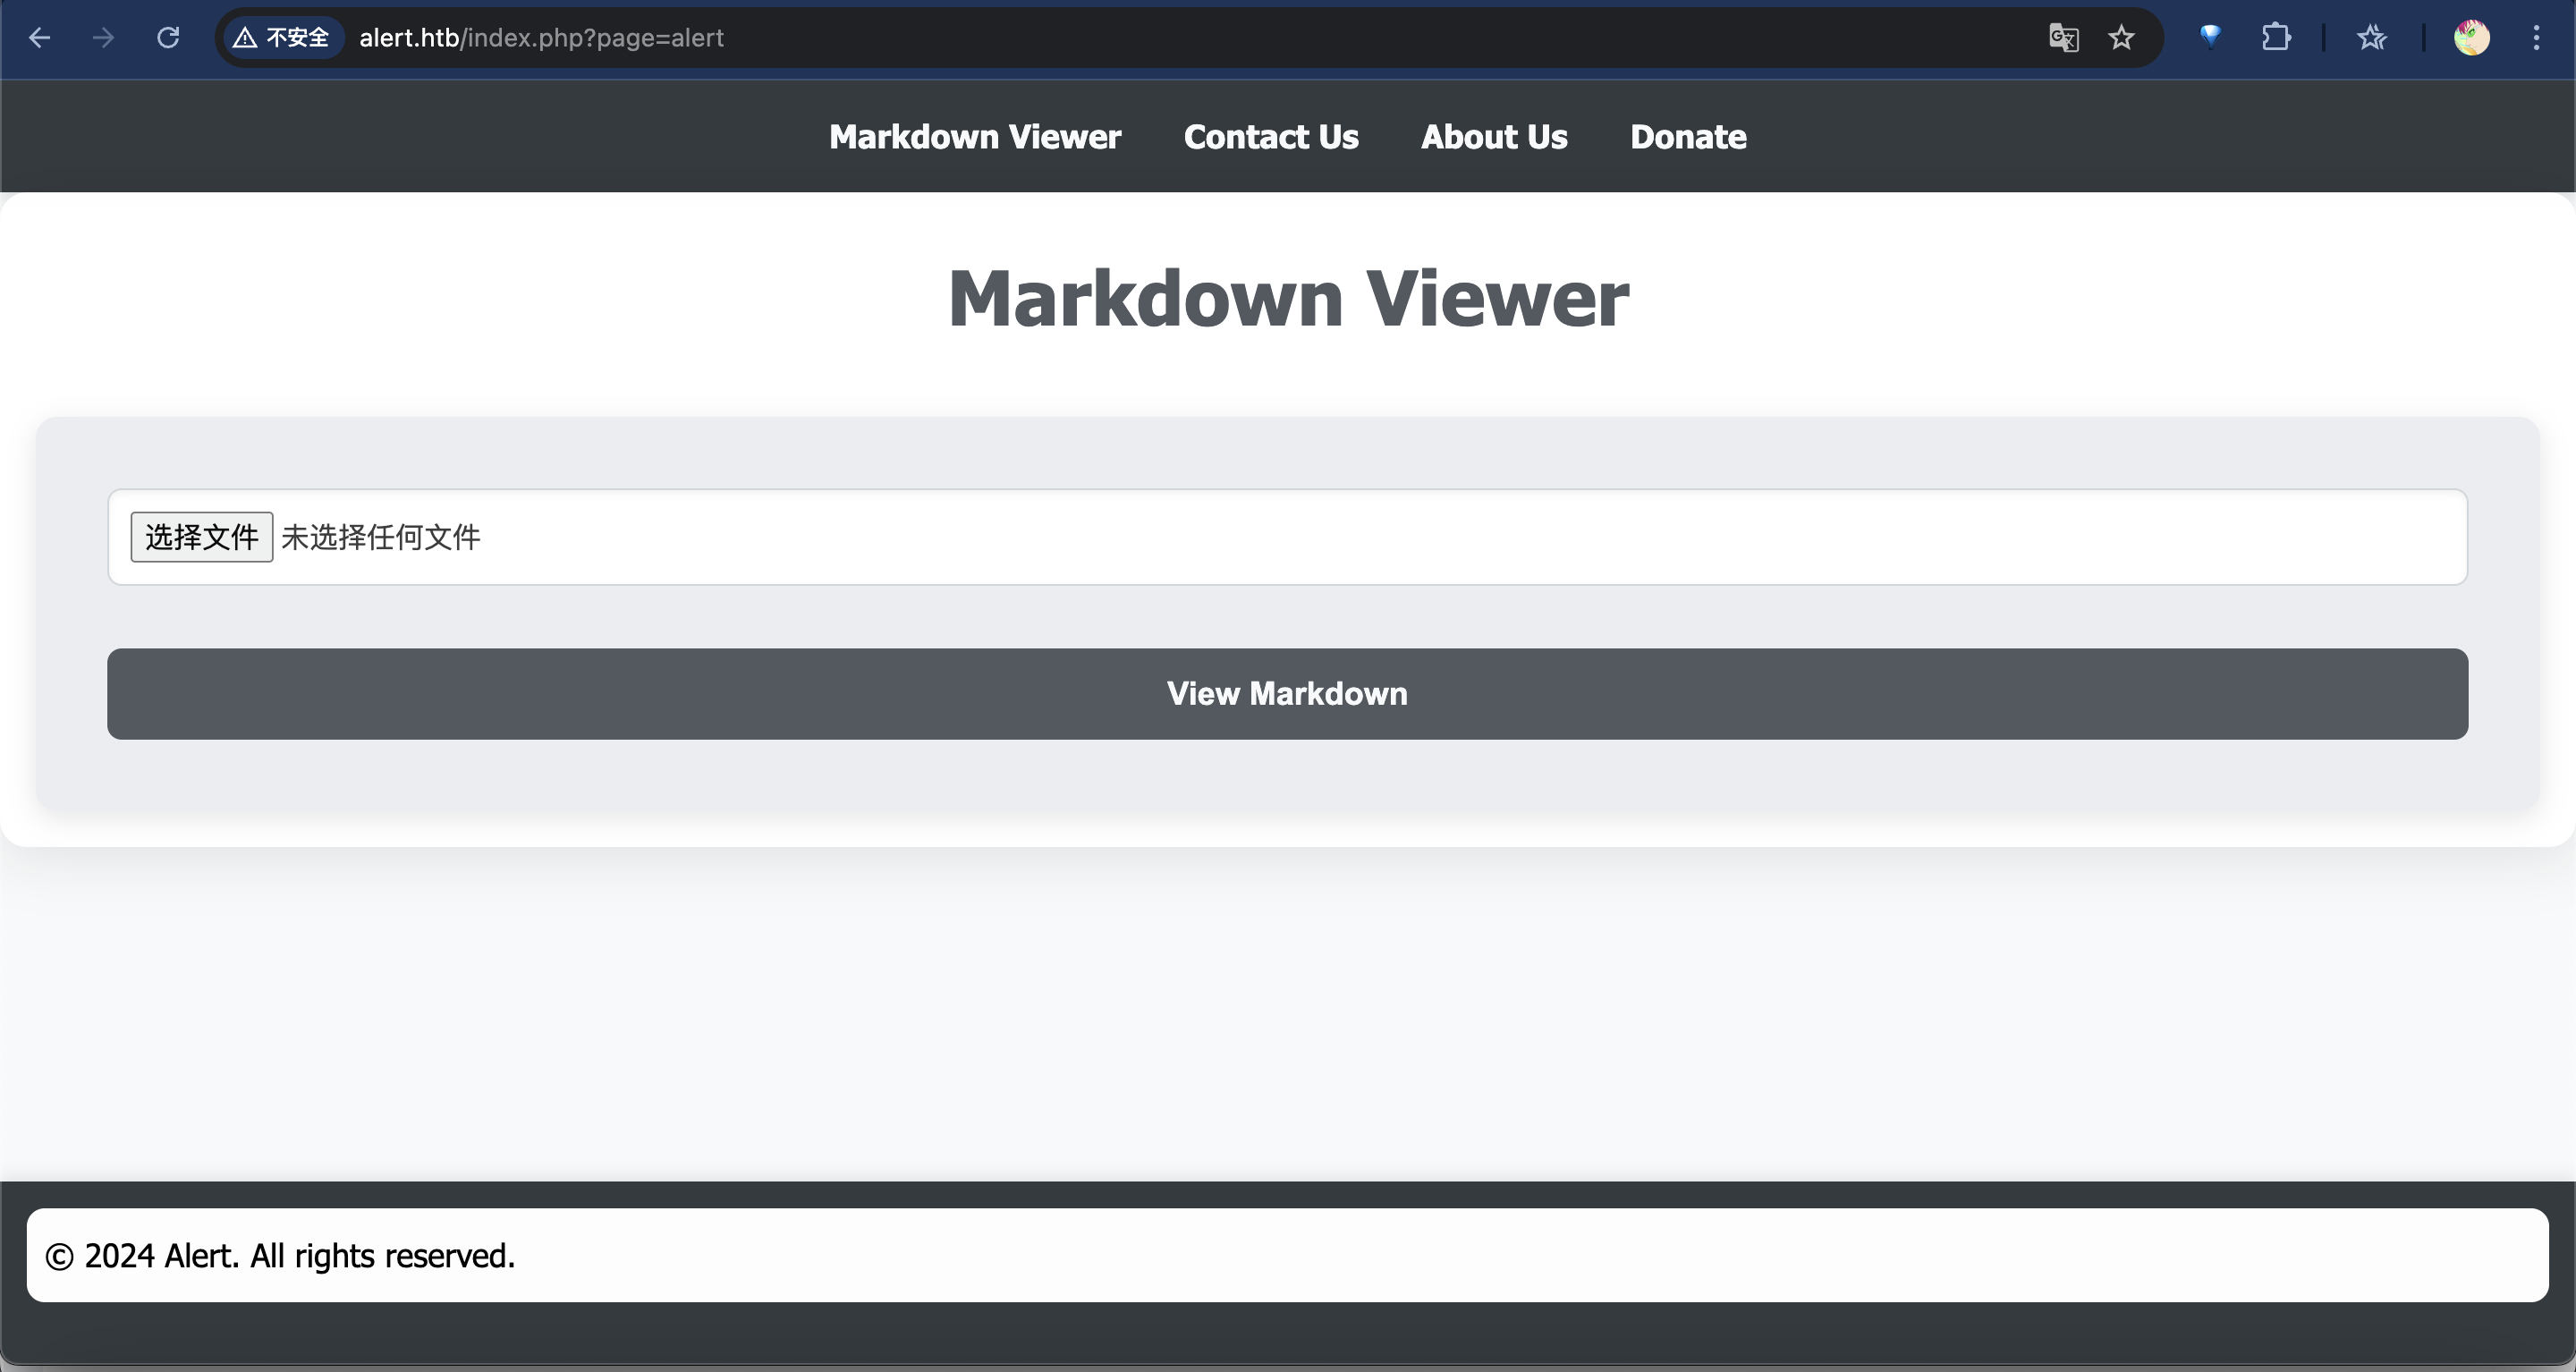 不安全 alert.htb/index.php?page=alert
Markdown Viewer Contact Us About Us Donate
Markdown Viewer
选择文件 未选择任何文件
View Markdown
© 2024 Alert. All rights reserved.